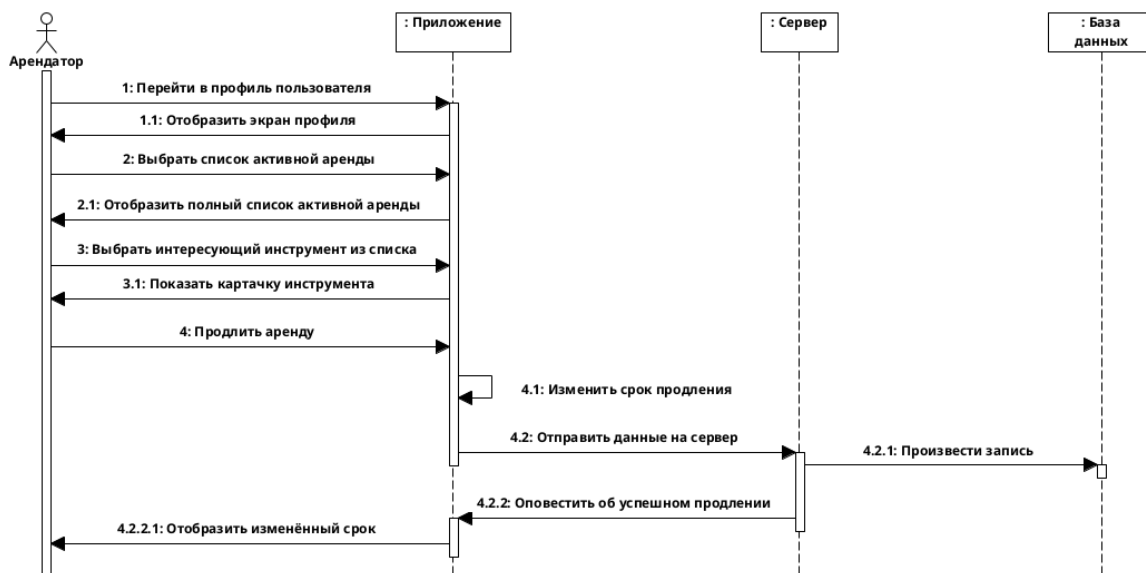 : Приложение
: Сервер
: База
данных
Арендатор
1: Перейти в профиль пользователя
1.1: Отобразить экран профиля
2: Выбрать список активной аренды
2.1: Отобразить полный список активной аренды
3: Выбрать интересующий инструмент из списка
3.1: Показать картачку инструмента
4: Продлить аренду
4.1: Изменить срок продления
4.2: Отправить данные на сервер
4.2.1: Произвести запись
4.2.2: Оповестить об успешном продлении
4.2.2.1: Отобразить изменённый срок